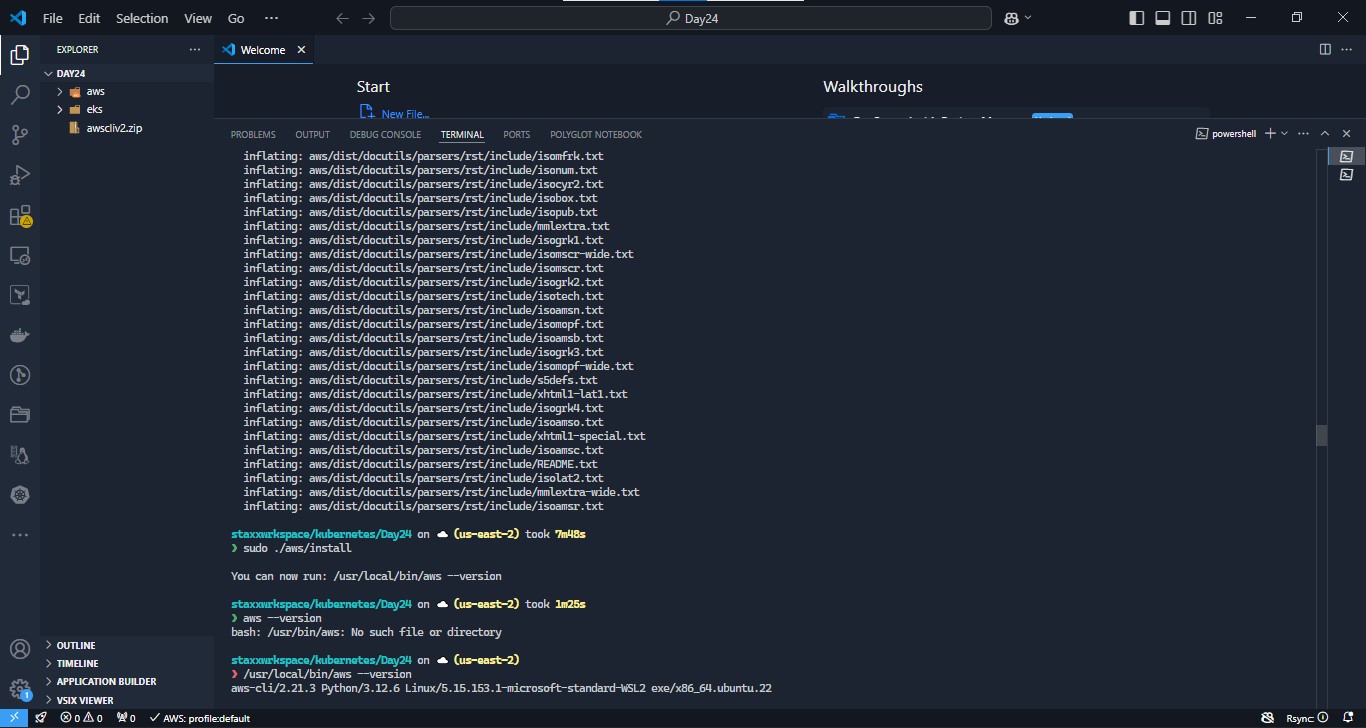 File Edit Selection View Go ··· Day24
EXPLORER
DAY24
aws
eks
awscliv2.zip
OUTLINE
TIMELINE
APPLICATION BUILDER
VSIX VIEWER
Welcome
Start
New File...
Walkthroughs
PROBLEMS OUTPUT DEBUG CONSOLE TERMINAL PORTS POLYGLOT NOTEBOOK powershell
inflating: aws/dist/docutils/parsers/rst/include/isomfrk.txt
inflating: aws/dist/docutils/parsers/rst/include/isonum.txt
inflating: aws/dist/docutils/parsers/rst/include/isocyr2.txt
inflating: aws/dist/docutils/parsers/rst/include/isobox.txt
inflating: aws/dist/docutils/parsers/rst/include/isopub.txt
inflating: aws/dist/docutils/parsers/rst/include/mmlextra.txt
inflating: aws/dist/docutils/parsers/rst/include/isogrk1.txt
inflating: aws/dist/docutils/parsers/rst/include/isomscr-wide.txt
inflating: aws/dist/docutils/parsers/rst/include/isomscr.txt
inflating: aws/dist/docutils/parsers/rst/include/isogrk2.txt
inflating: aws/dist/docutils/parsers/rst/include/isotech.txt
inflating: aws/dist/docutils/parsers/rst/include/isoamsn.txt
inflating: aws/dist/docutils/parsers/rst/include/isomopf.txt
inflating: aws/dist/docutils/parsers/rst/include/isoamsb.txt
inflating: aws/dist/docutils/parsers/rst/include/isogrk3.txt
inflating: aws/dist/docutils/parsers/rst/include/isomopf-wide.txt
inflating: aws/dist/docutils/parsers/rst/include/s5defs.txt
inflating: aws/dist/docutils/parsers/rst/include/xhtml1-lat1.txt
inflating: aws/dist/docutils/parsers/rst/include/isogrk4.txt
inflating: aws/dist/docutils/parsers/rst/include/isoamso.txt
inflating: aws/dist/docutils/parsers/rst/include/xhtml1-special.txt
inflating: aws/dist/docutils/parsers/rst/include/isoamsc.txt
inflating: aws/dist/docutils/parsers/rst/include/README.txt
inflating: aws/dist/docutils/parsers/rst/include/isolat2.txt
inflating: aws/dist/docutils/parsers/rst/include/mmlextra-wide.txt
inflating: aws/dist/docutils/parsers/rst/include/isoamsr.txt
staxxwrkspace/kubernetes/Day24 on ☁ (us-east-2) took 7m48s
❯ sudo ./aws/install
You can now run: /usr/local/bin/aws --version
staxxwrkspace/kubernetes/Day24 on ☁ (us-east-2) took 1m25s
❯ aws --version
bash: /usr/bin/aws: No such file or directory
staxxwrkspace/kubernetes/Day24 on ☁ (us-east-2)
❯ /usr/local/bin/aws --version
aws-cli/2.21.3 Python/3.12.6 Linux/5.15.153.1-microsoft-standard-WSL2 exe/x86_64.ubuntu.22
1
0 0 0 AWS: profile:default Rsync